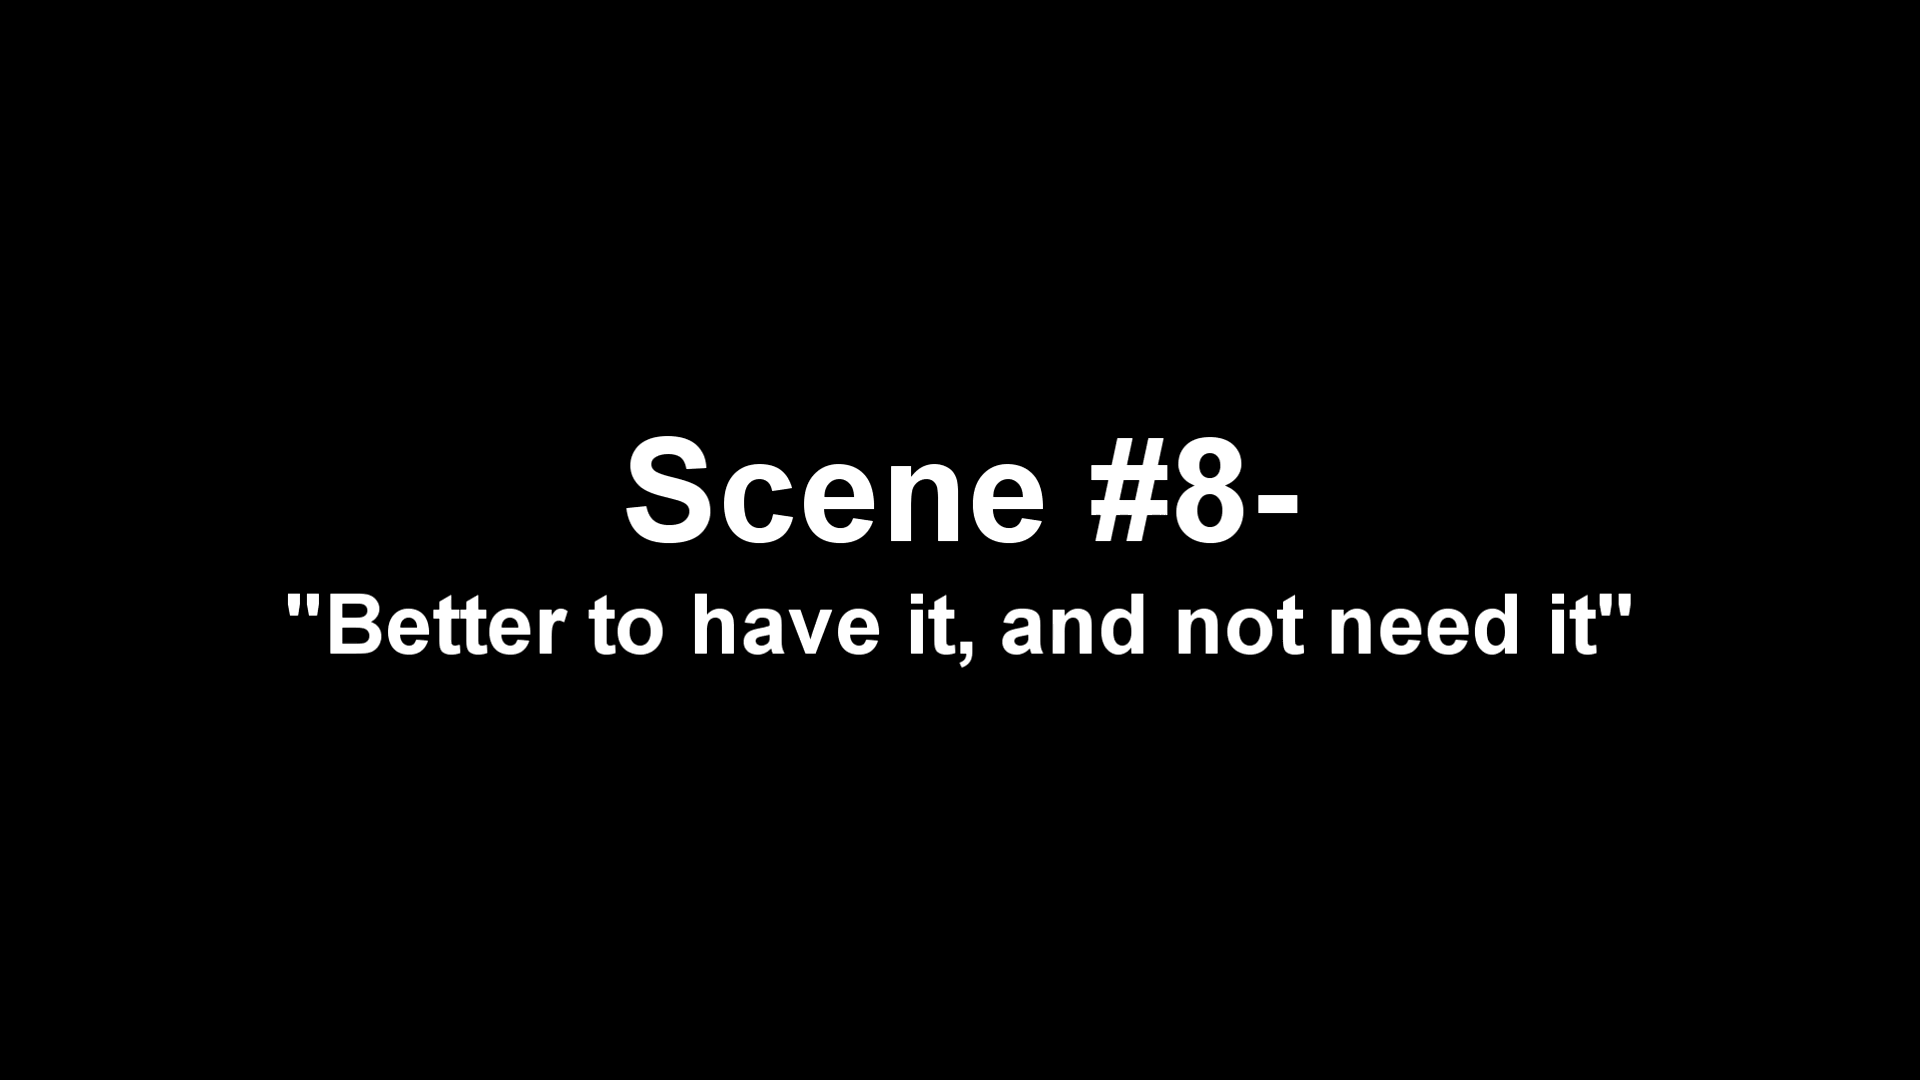 Scene #8-
"Better to have it, and not need it"